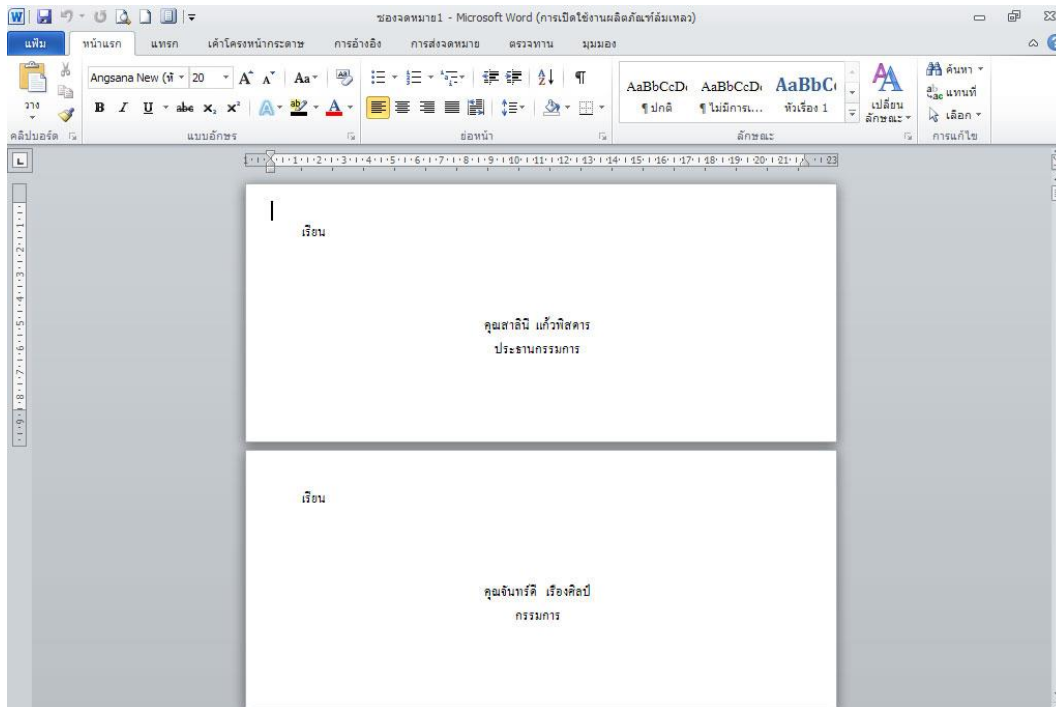 ซองจดหมาย1 - Microsoft Word (การเปิดใช้งานผลิตภัณฑ์ล้มเหลว)
แฟ้ม หน้าแรก แทรก เค้าโครงหน้ากระดาษ การอ้างอิง การส่งจดหมาย ตรวจทาน มุมมอง
วาง
Angsana New (หั 20
AaBbCcDc AaBbCcDc AaBbC
¶ ปกติ ¶ ไม่มีการเ... หัวเรื่อง 1
เปลี่ยน
ลักษณะ
ค้นหา
แทนที่
เลือก
คลิปบอร์ด แบบอักษร ย่อหน้า ลักษณะ การแก้ไข
เรียน
คุณสาลินี แก้วพิสดาร
ประธานกรรมการ
เรียน
คุณจันทร์ดี เรืองศิลป์
กรรมการ